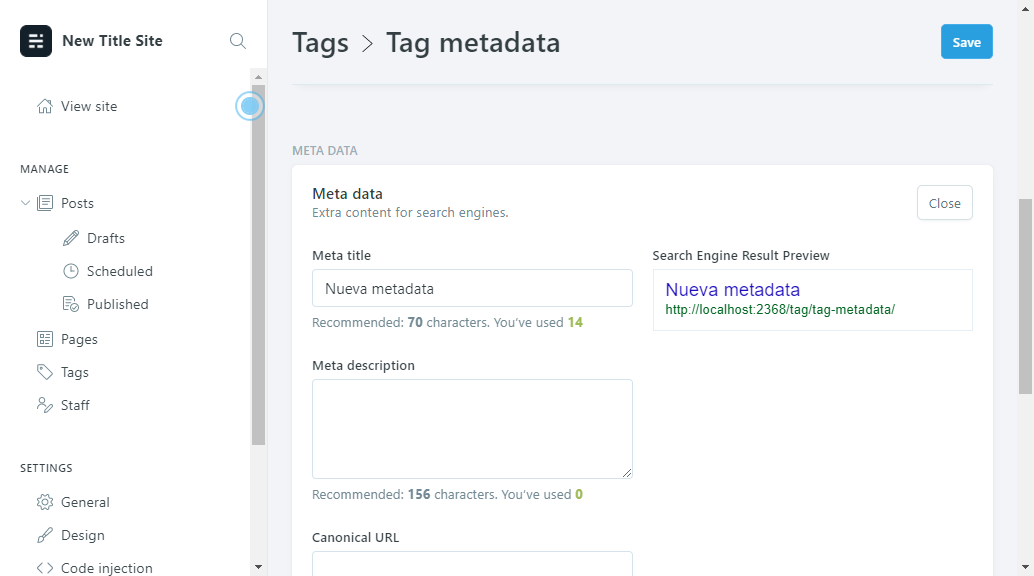 New Title Site
View site
MANAGE
Posts
Drafts
Scheduled
Published
Pages
Tags
Staff
SETTINGS
General
Design
Code injection
Tags > Tag metadata
Save
META DATA
Meta data
Extra content for search engines.
Close
Meta title
Nueva metadata
Recommended: 70 characters. You’ve used 14
Search Engine Result Preview
Nueva metadata
http://localhost:2368/tag/tag-metadata/
Meta description
Recommended: 156 characters. You’ve used 0
Canonical URL